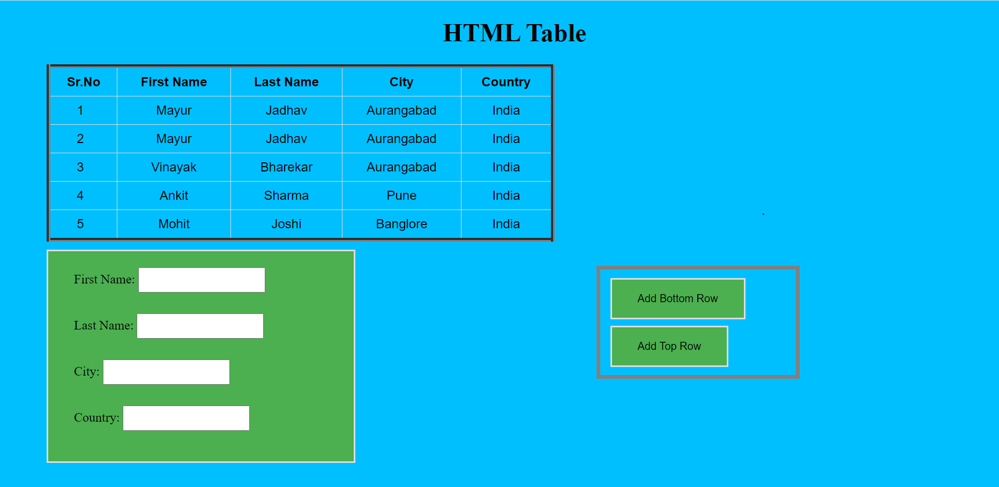 HTML Table
Sr.No First Name Last Name City Country
1 Mayur Jadhav Aurangabad India
2 Mayur Jadhav Aurangabad India
3 Vinayak Bharekar Aurangabad India
4 Ankit Sharma Pune India
5 Mohit Joshi Banglore India
First Name:
Last Name:
City:
Country:
Add Bottom Row
Add Top Row